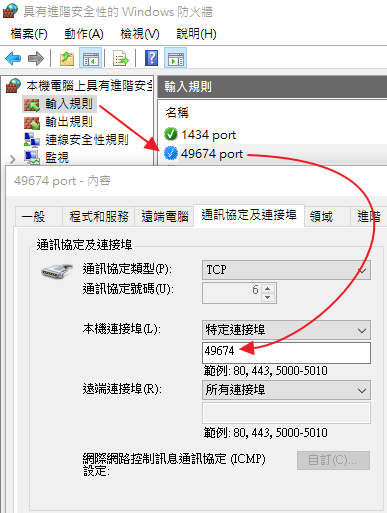 具有進階安全性的 Windows 防火牆
檔案(F) 動作(A) 檢視(V) 說明(H)
本機電腦上具有進階安全
輸入規則
輸出規則
連線安全性規則
監視
輸入規則
名稱
1434 port
49674 port
49674 port - 內容
一般 程式和服務 遠端電腦 通訊協定及連接埠 領域 進階
通訊協定及連接埠
通訊協定類型(P): TCP
通訊協定號碼(U): 6
本機連接埠(L): 特定連接埠
49674
範例: 80, 443, 5000-5010
遠端連接埠(R): 所有連接埠
範例: 80, 443, 5000-5010
網際網路控制訊息通訊協定 (ICMP) 自訂(C)...
設定: